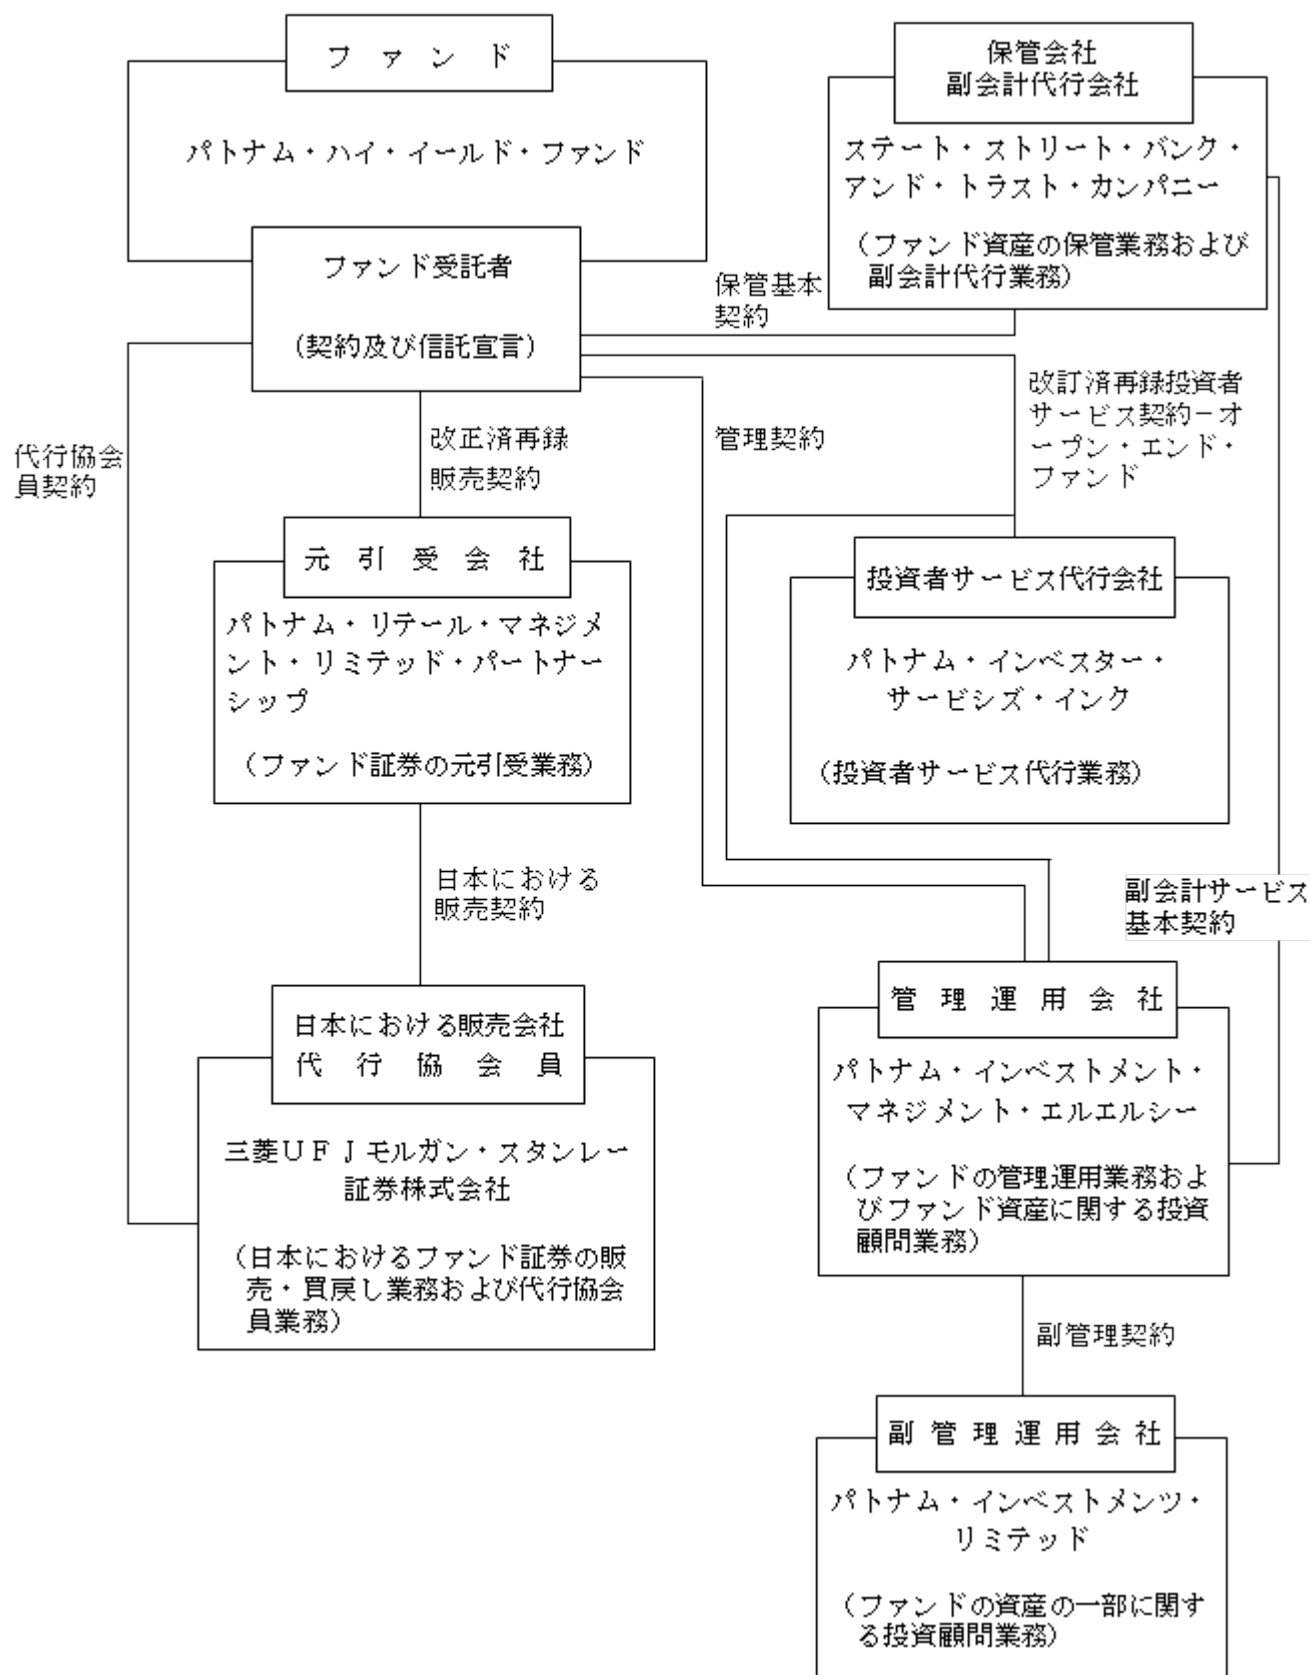 ファンド
パトナム・ハイ・イールド・ファンド
ファンド受託者
(契約及び信託宣言)
保管会社
副会計代行会社
ステート・ストリート・バンク・
アンド・トラスト・カンパニー
(ファンド資産の保管業務および
副会計代行業務)
保管基本
契約
代行協会
員契約
改正済再録
販売契約
管理契約
改訂済再録投資者
サービス契約－オ
ープン・エンド・
ファンド
元引受会社
パトナム・リテール・マネジメ
ント・リミテッド・パートナー
シップ
(ファンド証券の元引受業務)
投資者サービス代行会社
パトナム・インベスター・
サービシズ・インク
(投資者サービス代行業務)
日本における
販売契約
副会計サービス
基本契約
日本における販売会社
代行協会員
三菱ＵＦＪモルガン・スタンレー
証券株式会社
(日本におけるファンド証券の販
売・買戻し業務および代行協会
員業務)
管理運用会社
パトナム・インベストメント・
マネジメント・エルエルシー
(ファンドの管理運用業務およ
びファンド資産に関する投資
顧問業務)
副管理契約
副管理運用会社
パトナム・インベストメンツ・
リミテッド
(ファンドの資産の一部に関す
る投資顧問業務)